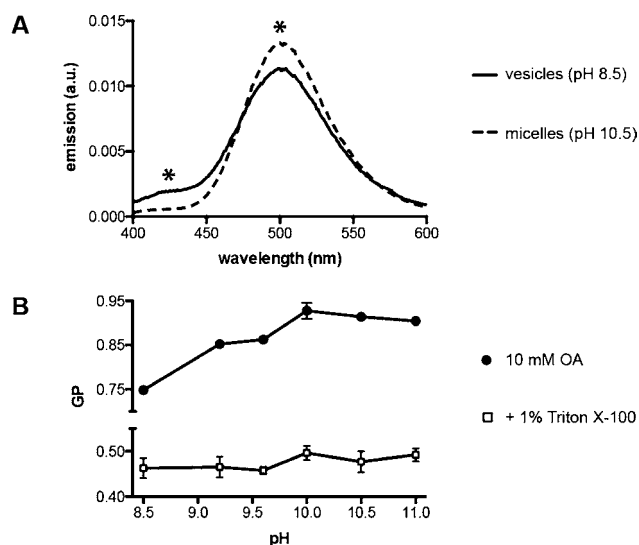 A
emission (a.u.)
0.015
0.010
0.005
0.000
*
*
400 450 500 550 600
wavelength (nm)
vesicles (pH 8.5)
micelles (pH 10.5)
B
GP
0.95
0.85
0.75
0.50
0.40
8.5 9.0 9.5 10.0 10.5 11.0
pH
10 mM OA
+ 1% Triton X-100